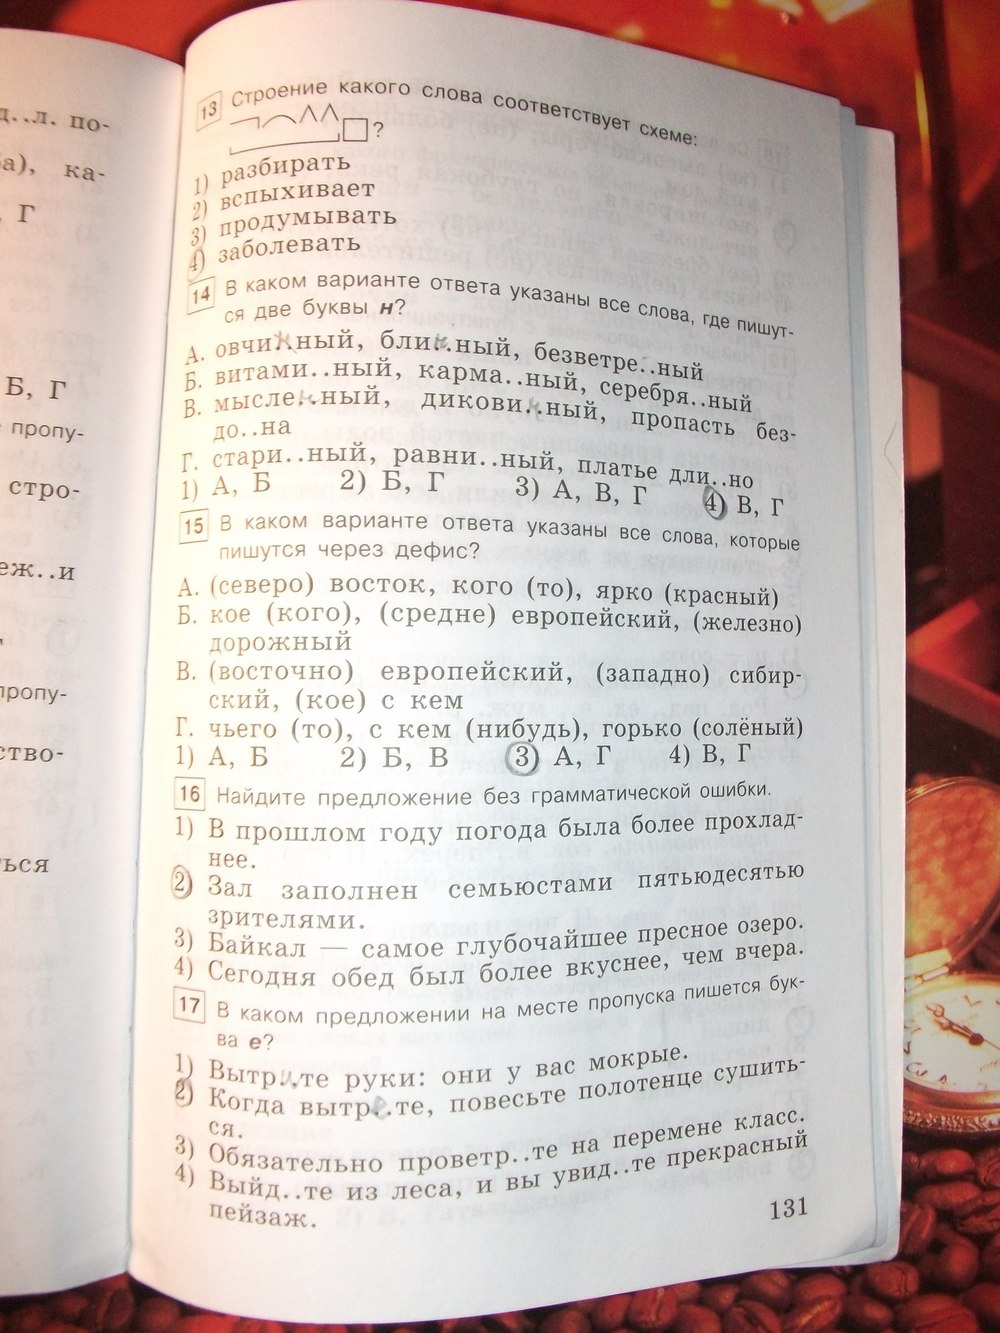 д..л. по-
а), ка-
, Г
Б, Г
пропу-
стро-
еж..и
пропу-
ство-
ться
13 Строение какого слова соответствует схеме:
?
1) разбирать
2) вспыхивает
3) продумывать
4) заболевать
14 В каком варианте ответа указаны все слова, где пишут-
ся две буквы н?
А. овчи..ный, бли..ный, безветре..ный
Б. витами..ный, карма..ный, серебря..ный
В. мысле..ный, дикови..ный, пропасть без-
до..на
Г. стари..ный, равни..ный, платье дли..но
1) А, Б 2) Б, Г 3) А, В, Г 4) В, Г
15 В каком варианте ответа указаны все слова, которые
пишутся через дефис?
А. (северо) восток, кого (то), ярко (красный)
Б. кое (кого), (средне) европейский, (железно)
дорожный
В. (восточно) европейский, (западно) сибир-
ский, (кое) с кем
Г. чьего (то), с кем (нибудь), горько (солёный)
1) А, Б 2) Б, В 3) А, Г 4) В, Г
16 Найдите предложение без грамматической ошибки.
1) В прошлом году погода была более прохлад-
нее.
2) Зал заполнен семьюстами пятьюдесятью
зрителями.
3) Байкал — самое глубочайшее пресное озеро.
4) Сегодня обед был более вкуснее, чем вчера.
17 В каком предложении на месте пропуска пишется бук-
ва е?
1) Вытр..те руки: они у вас мокрые.
2) Когда вытр..те, повесьте полотенце сушить-
ся.
3) Обязательно проветр..те на перемене класс.
4) Выйд..те из леса, и вы увид..те прекрасный
пейзаж.
131